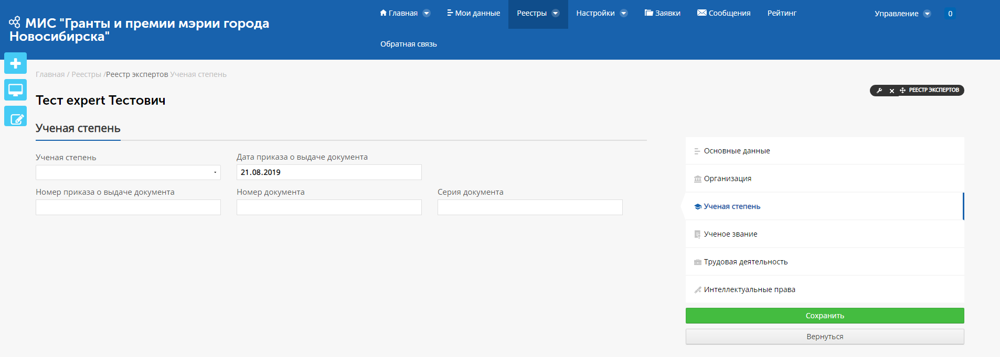 МИС "Гранты и премии мэрии города
Новосибирска"
Главная Мои данные Реестры Настройки Заявки Сообщения Рейтинг Управление 0
Обратная связь
Главная / Реестры /Реестр экспертов Ученая степень
РЕЕСТР ЭКСПЕРТОВ
Тест expert Тестович
Ученая степень
Ученая степень Дата приказа о выдаче документа
21.08.2019
Номер приказа о выдаче документа Номер документа Серия документа
Основные данные
Организация
Ученая степень
Ученое звание
Трудовая деятельность
Интеллектуальные права
Сохранить
Вернуться